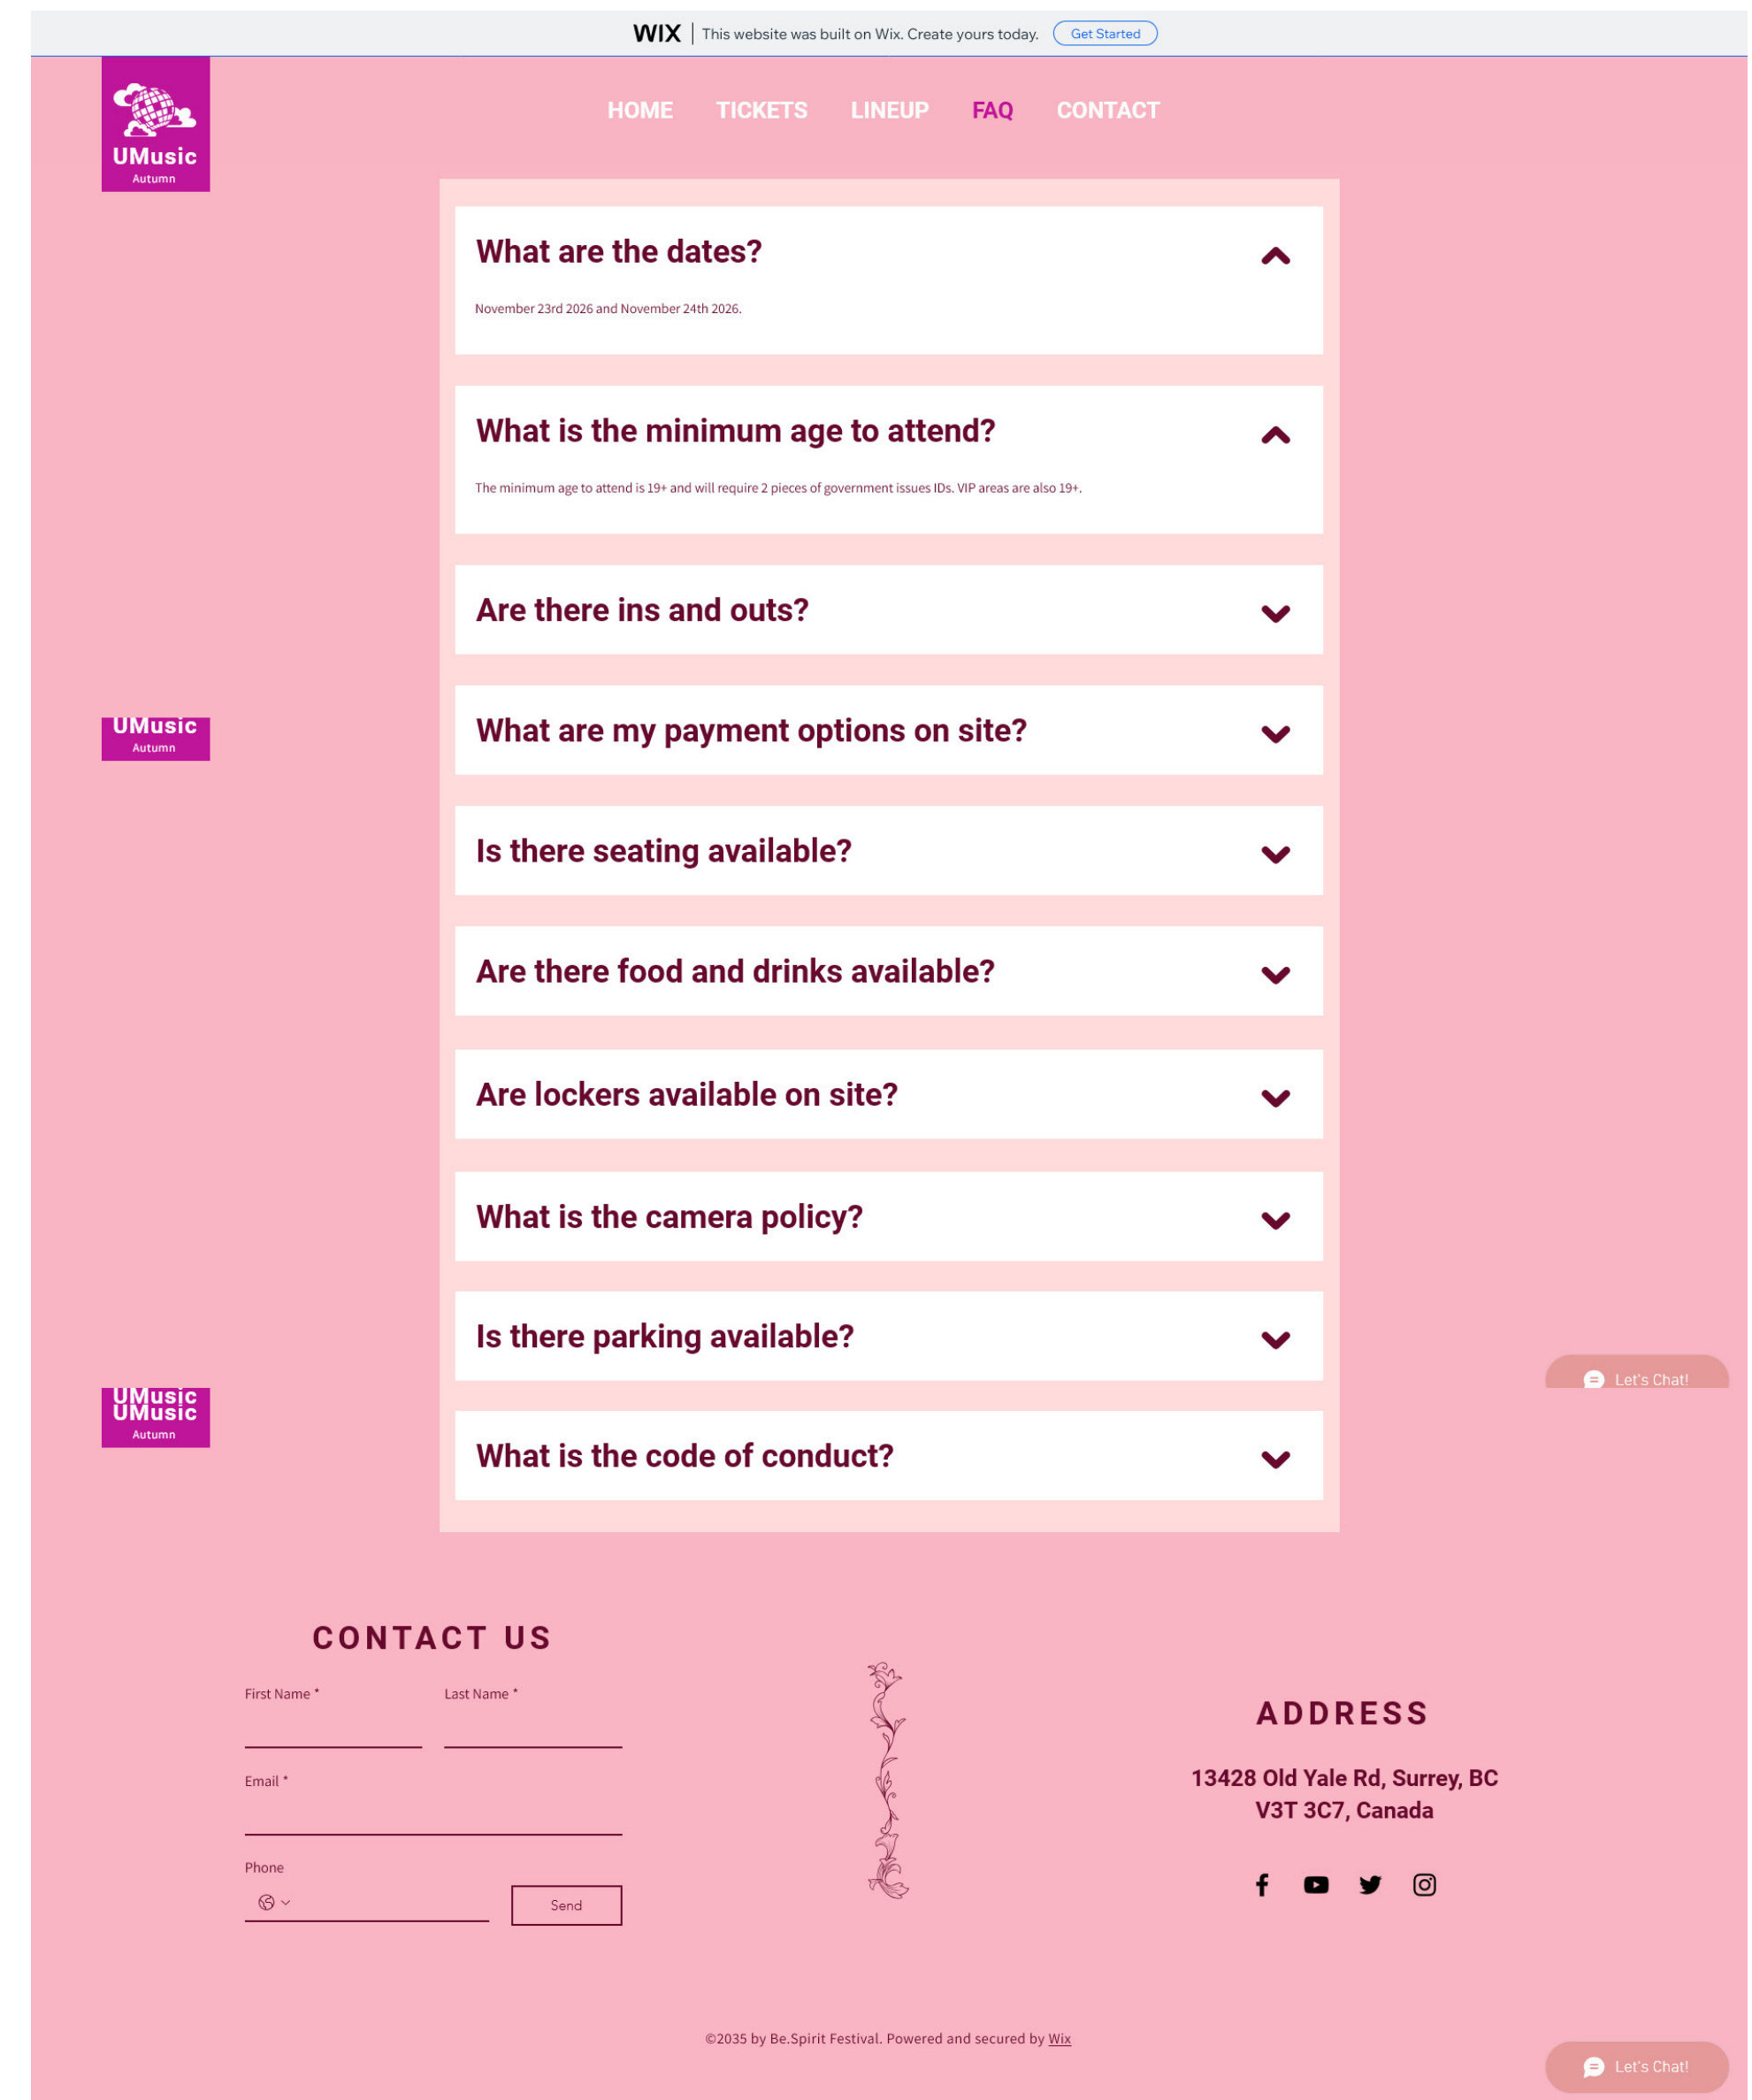 WIX | This website was built on Wix. Create yours today. Get Started
HOME TICKETS LINEUP FAQ CONTACT
UMusic
Autumn
What are the dates?
November 23rd 2026 and November 24th 2026.
What is the minimum age to attend?
The minimum age to attend is 19+ and will require 2 pieces of government issues IDs. VIP areas are also 19+.
Are there ins and outs?
What are my payment options on site?
UMusic
Autumn
Is there seating available?
Are there food and drinks available?
Are lockers available on site?
What is the camera policy?
Is there parking available?
Let's Chat!
UMusic
UMusic
Autumn
What is the code of conduct?
CONTACT US
First Name *
Last Name *
Email *
Phone
Send
ADDRESS
13428 Old Yale Rd, Surrey, BC
V3T 3C7, Canada
©2035 by Be.Spirit Festival. Powered and secured by Wix
Let's Chat!